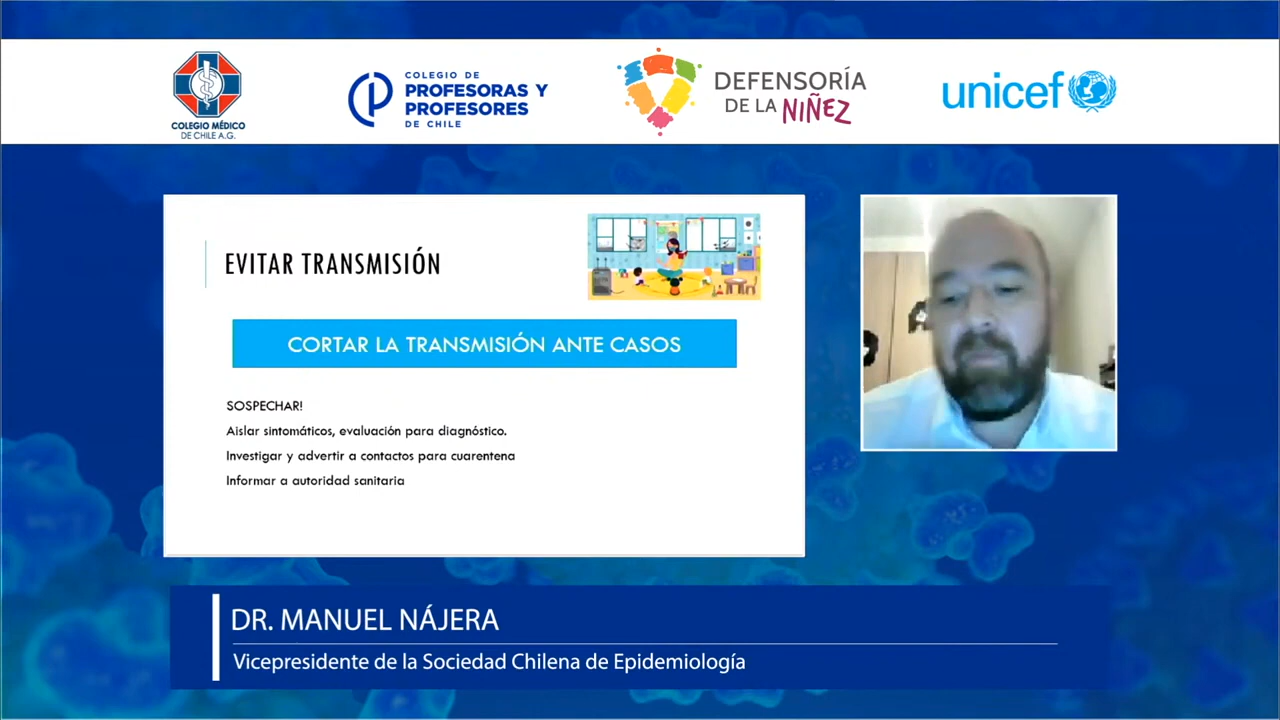 COLEGIO MÉDICO
DE CHILE A.G.
COLEGIO DE
PROFESORAS Y
PROFESORES
DE CHILE
DEFENSORÍA
DE LA NIÑEZ
unicef
EVITAR TRANSMISIÓN
CORTAR LA TRANSMISIÓN ANTE CASOS
SOSPECHAR!
Aislar sintomáticos, evaluación para diagnóstico.
Investigar y advertir a contactos para cuarentena
Informar a autoridad sanitaria
DR. MANUEL NÁJERA
Vicepresidente de la Sociedad Chilena de Epidemiología